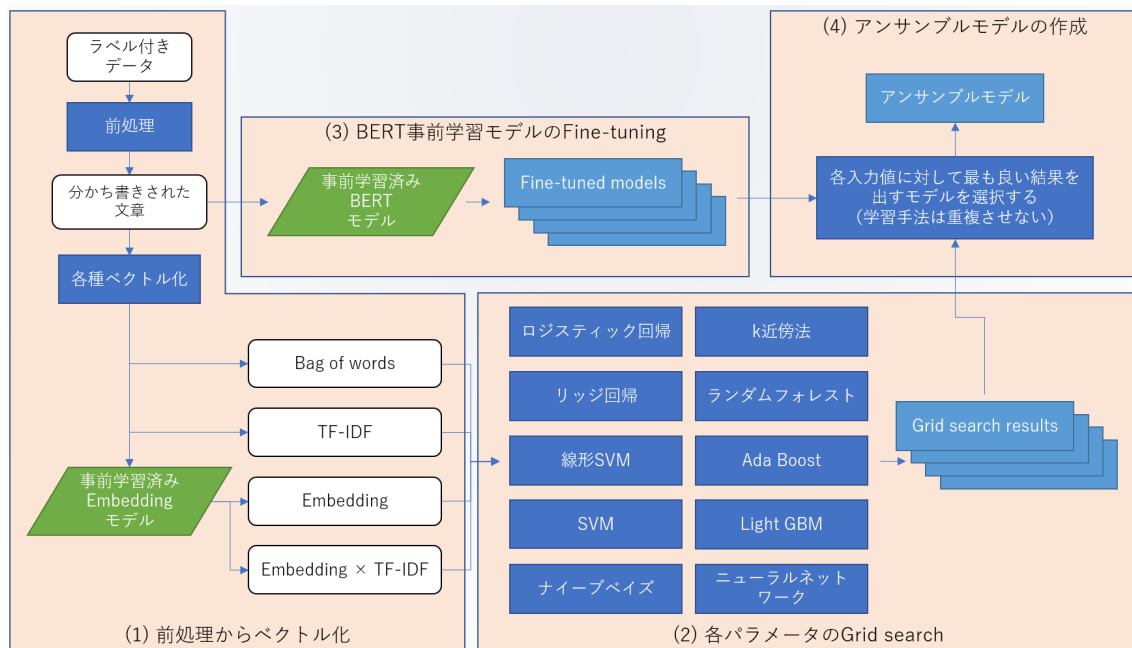 ラベル付き
データ
前処理
分かち書きされた
文章
各種ベクトル化
Bag of words
TF-IDF
事前学習済み
Embedding
モデル
Embedding
Embedding × TF-IDF
(1) 前処理からベクトル化
(3) BERT事前学習モデルのFine-tuning
事前学習済み
BERT
モデル
Fine-tuned models
(4) アンサンブルモデルの作成
アンサンブルモデル
各入力値に対して最も良い結果を
出すモデルを選択する
(学習手法は重複させない)
ロジスティック回帰
k近傍法
リッジ回帰
ランダムフォレスト
線形SVM
Ada Boost
SVM
Light GBM
ナイーブベイズ
ニューラルネット
ワーク
Grid search results
(2) 各パラメータのGrid search